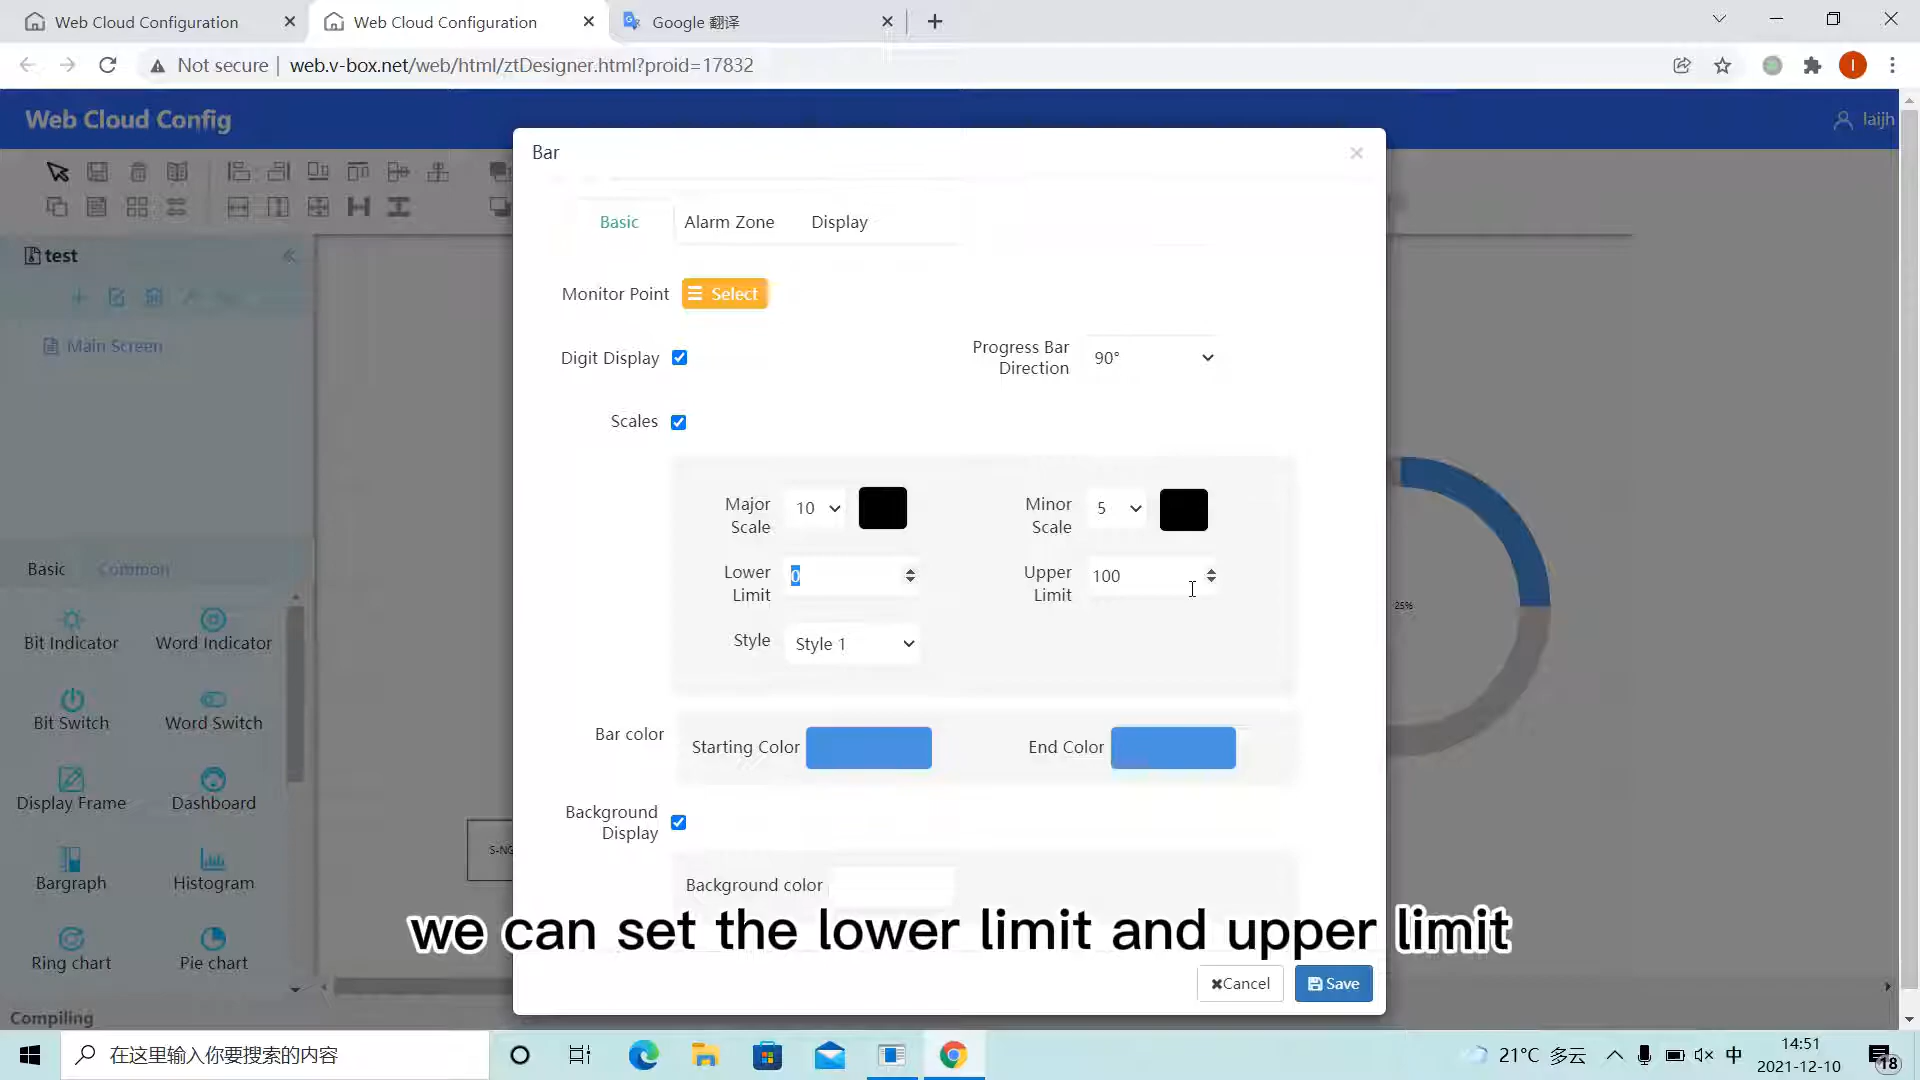 Web Cloud Configuration
Web Cloud Configuration
Google 翻译
Not secure
web.v-box.net/web/html/ztDesigner.html?proid=17832
I
Web Cloud Config
laijh
Bar
test
Basic
Alarm Zone
Display
Monitor Point
Select
Main Screen
Digit Display
Progress Bar
Direction
90°
Scales
Major
Scale
10
Minor
Scale
5
Lower
Limit
0
Upper
Limit
100
25%
Style
Style 1
Basic
Common
Bit Indicator
Word Indicator
Bit Switch
Word Switch
Display Frame
Dashboard
Bargraph
Histogram
Ring chart
Pie chart
Bar color
Starting Color
End Color
Background
Display
S-NG
Background color
we can set the lower limit and upper limit
Cancel
Save
Compiling
在这里输入你要搜索的内容
21°C 多云
中
14:51
2021-12-10
18